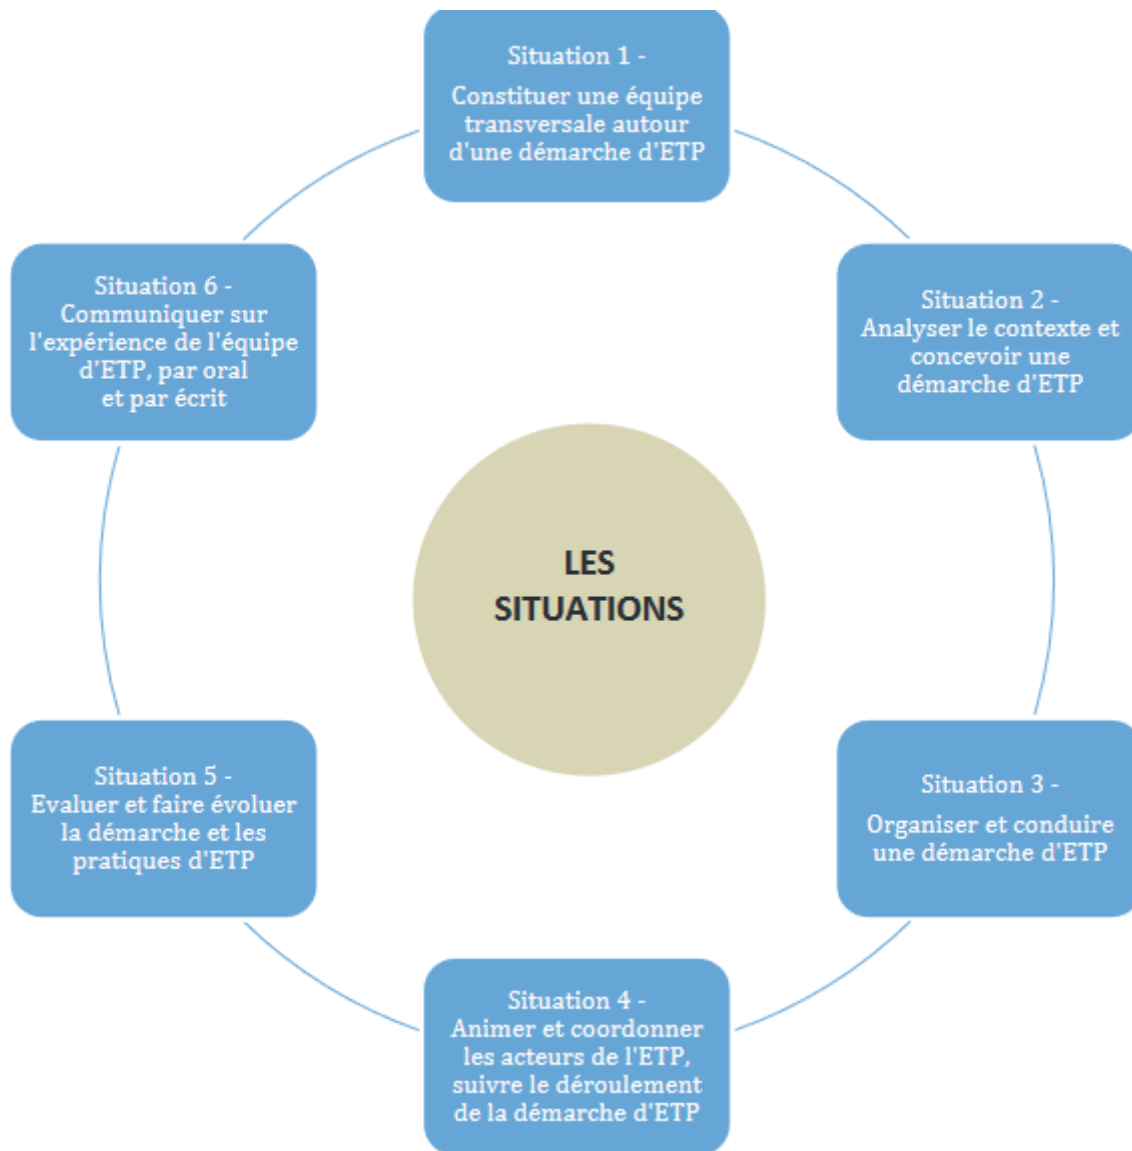 Situation 1 -
Constituer une équipe
transversale autour
d'une démarche d'ETP
Situation 2 -
Analyser le contexte et
concevoir une
démarche d'ETP
Situation 3 -
Organiser et conduire
une démarche d'ETP
Situation 4 -
Animer et coordonner
les acteurs de l'ETP,
suivre le déroulement
de la démarche d'ETP
Situation 5 -
Evaluer et faire évoluer
la démarche et les
pratiques d'ETP
Situation 6 -
Communiquer sur
l'expérience de l'équipe
d'ETP, par oral
et par écrit
LES
SITUATIONS